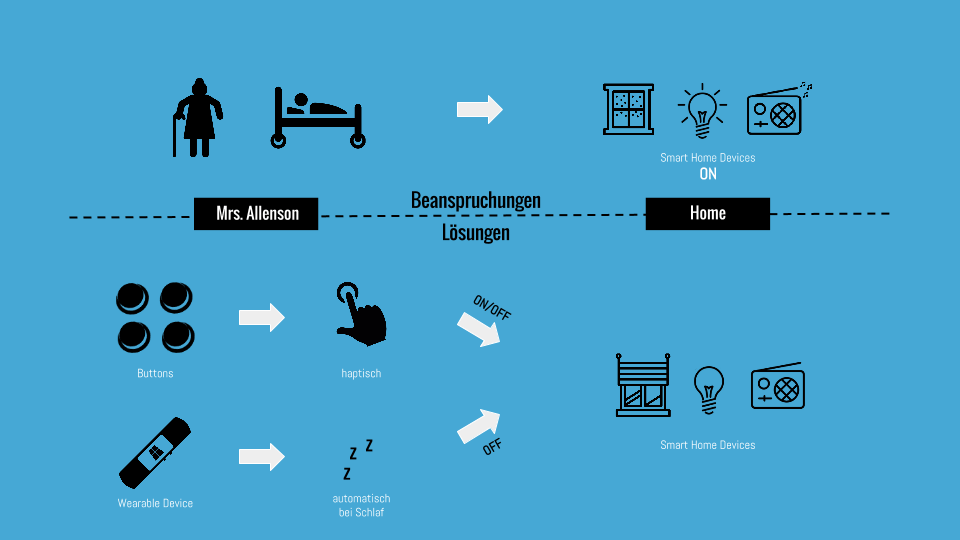 Smart Home Devices
ON
Mrs. Allenson
Beanspruchungen
Home
Lösungen
ON/OFF
Buttons
haptisch
Z
Z
Z
OFF
Smart Home Devices
Wearable Device
automatisch
bei Schlaf